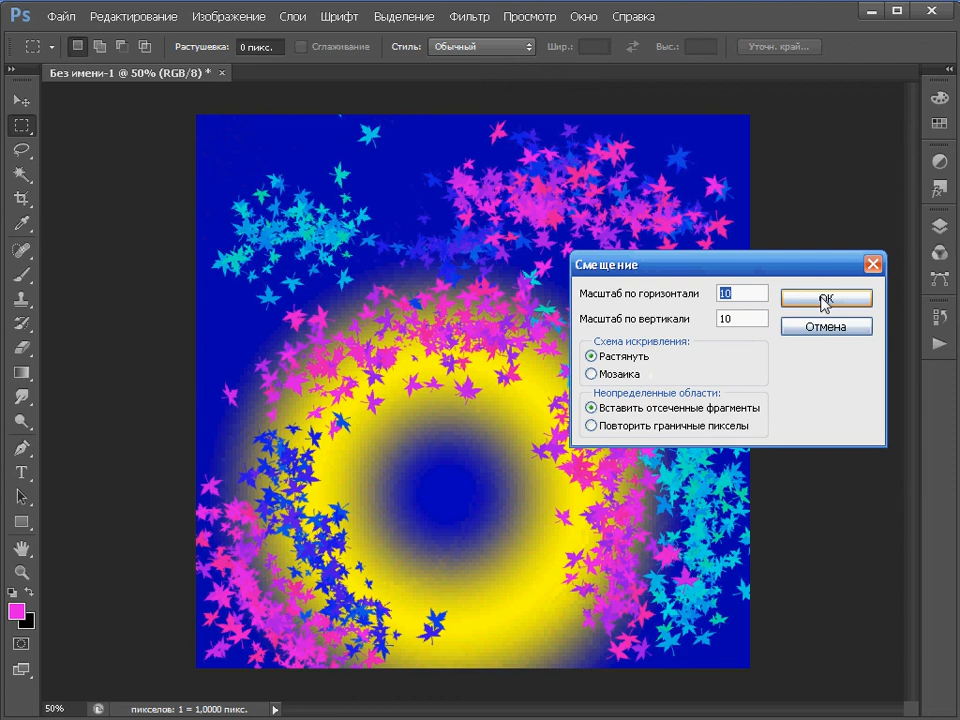 Ps Файл Редактирование Изображение Слои Шрифт Выделение Фильтр Просмотр Окно Справка
Растушевка: 0 пикс. Сглаживание Стиль: Обычный Шир.: Выс.: Уточн. край...
Без имени-1 @ 50% (RGB/8) * ×
Смещение
Масштаб по горизонтали 10 OK
Масштаб по вертикали 10 Отмена
Схема искривления:
Растянуть
Мозаика
Неопределенные области:
Вставить отсеченные фрагменты
Повторить граничные пикселы
50% пикселов: 1 = 1,0000 пикс.